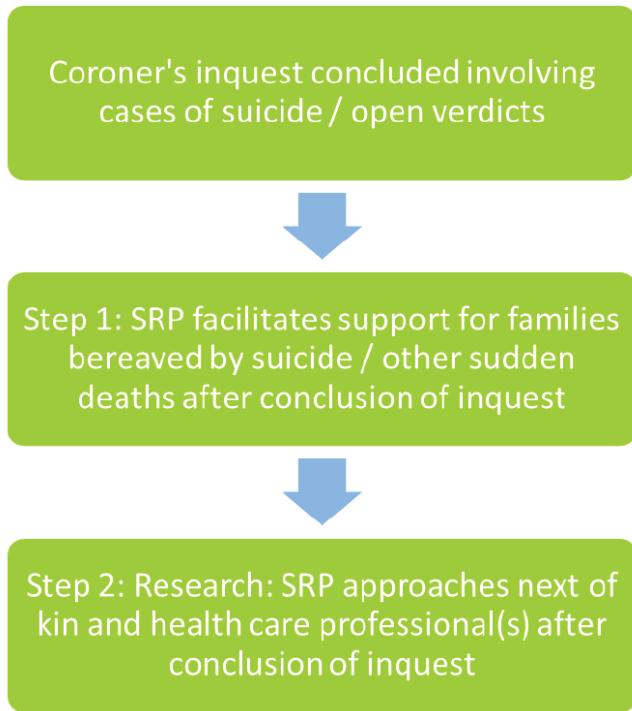 Coroner's inquest concluded involving
cases of suicide / open verdicts
Step 1: SRP facilitates support for families
bereaved by suicide / other sudden
deaths after conclusion of inquest
Step 2: Research: SRP approaches next of
kin and health care professional(s) after
conclusion of inquest